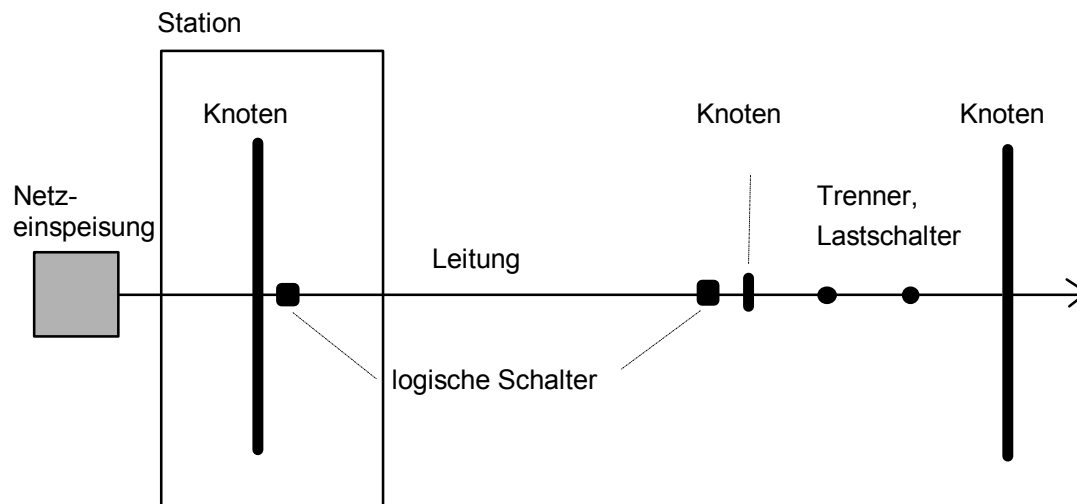 Station
Knoten
Knoten
Knoten
Netz-
einspeisung
Trenner,
Lastschalter
Leitung
logische Schalter